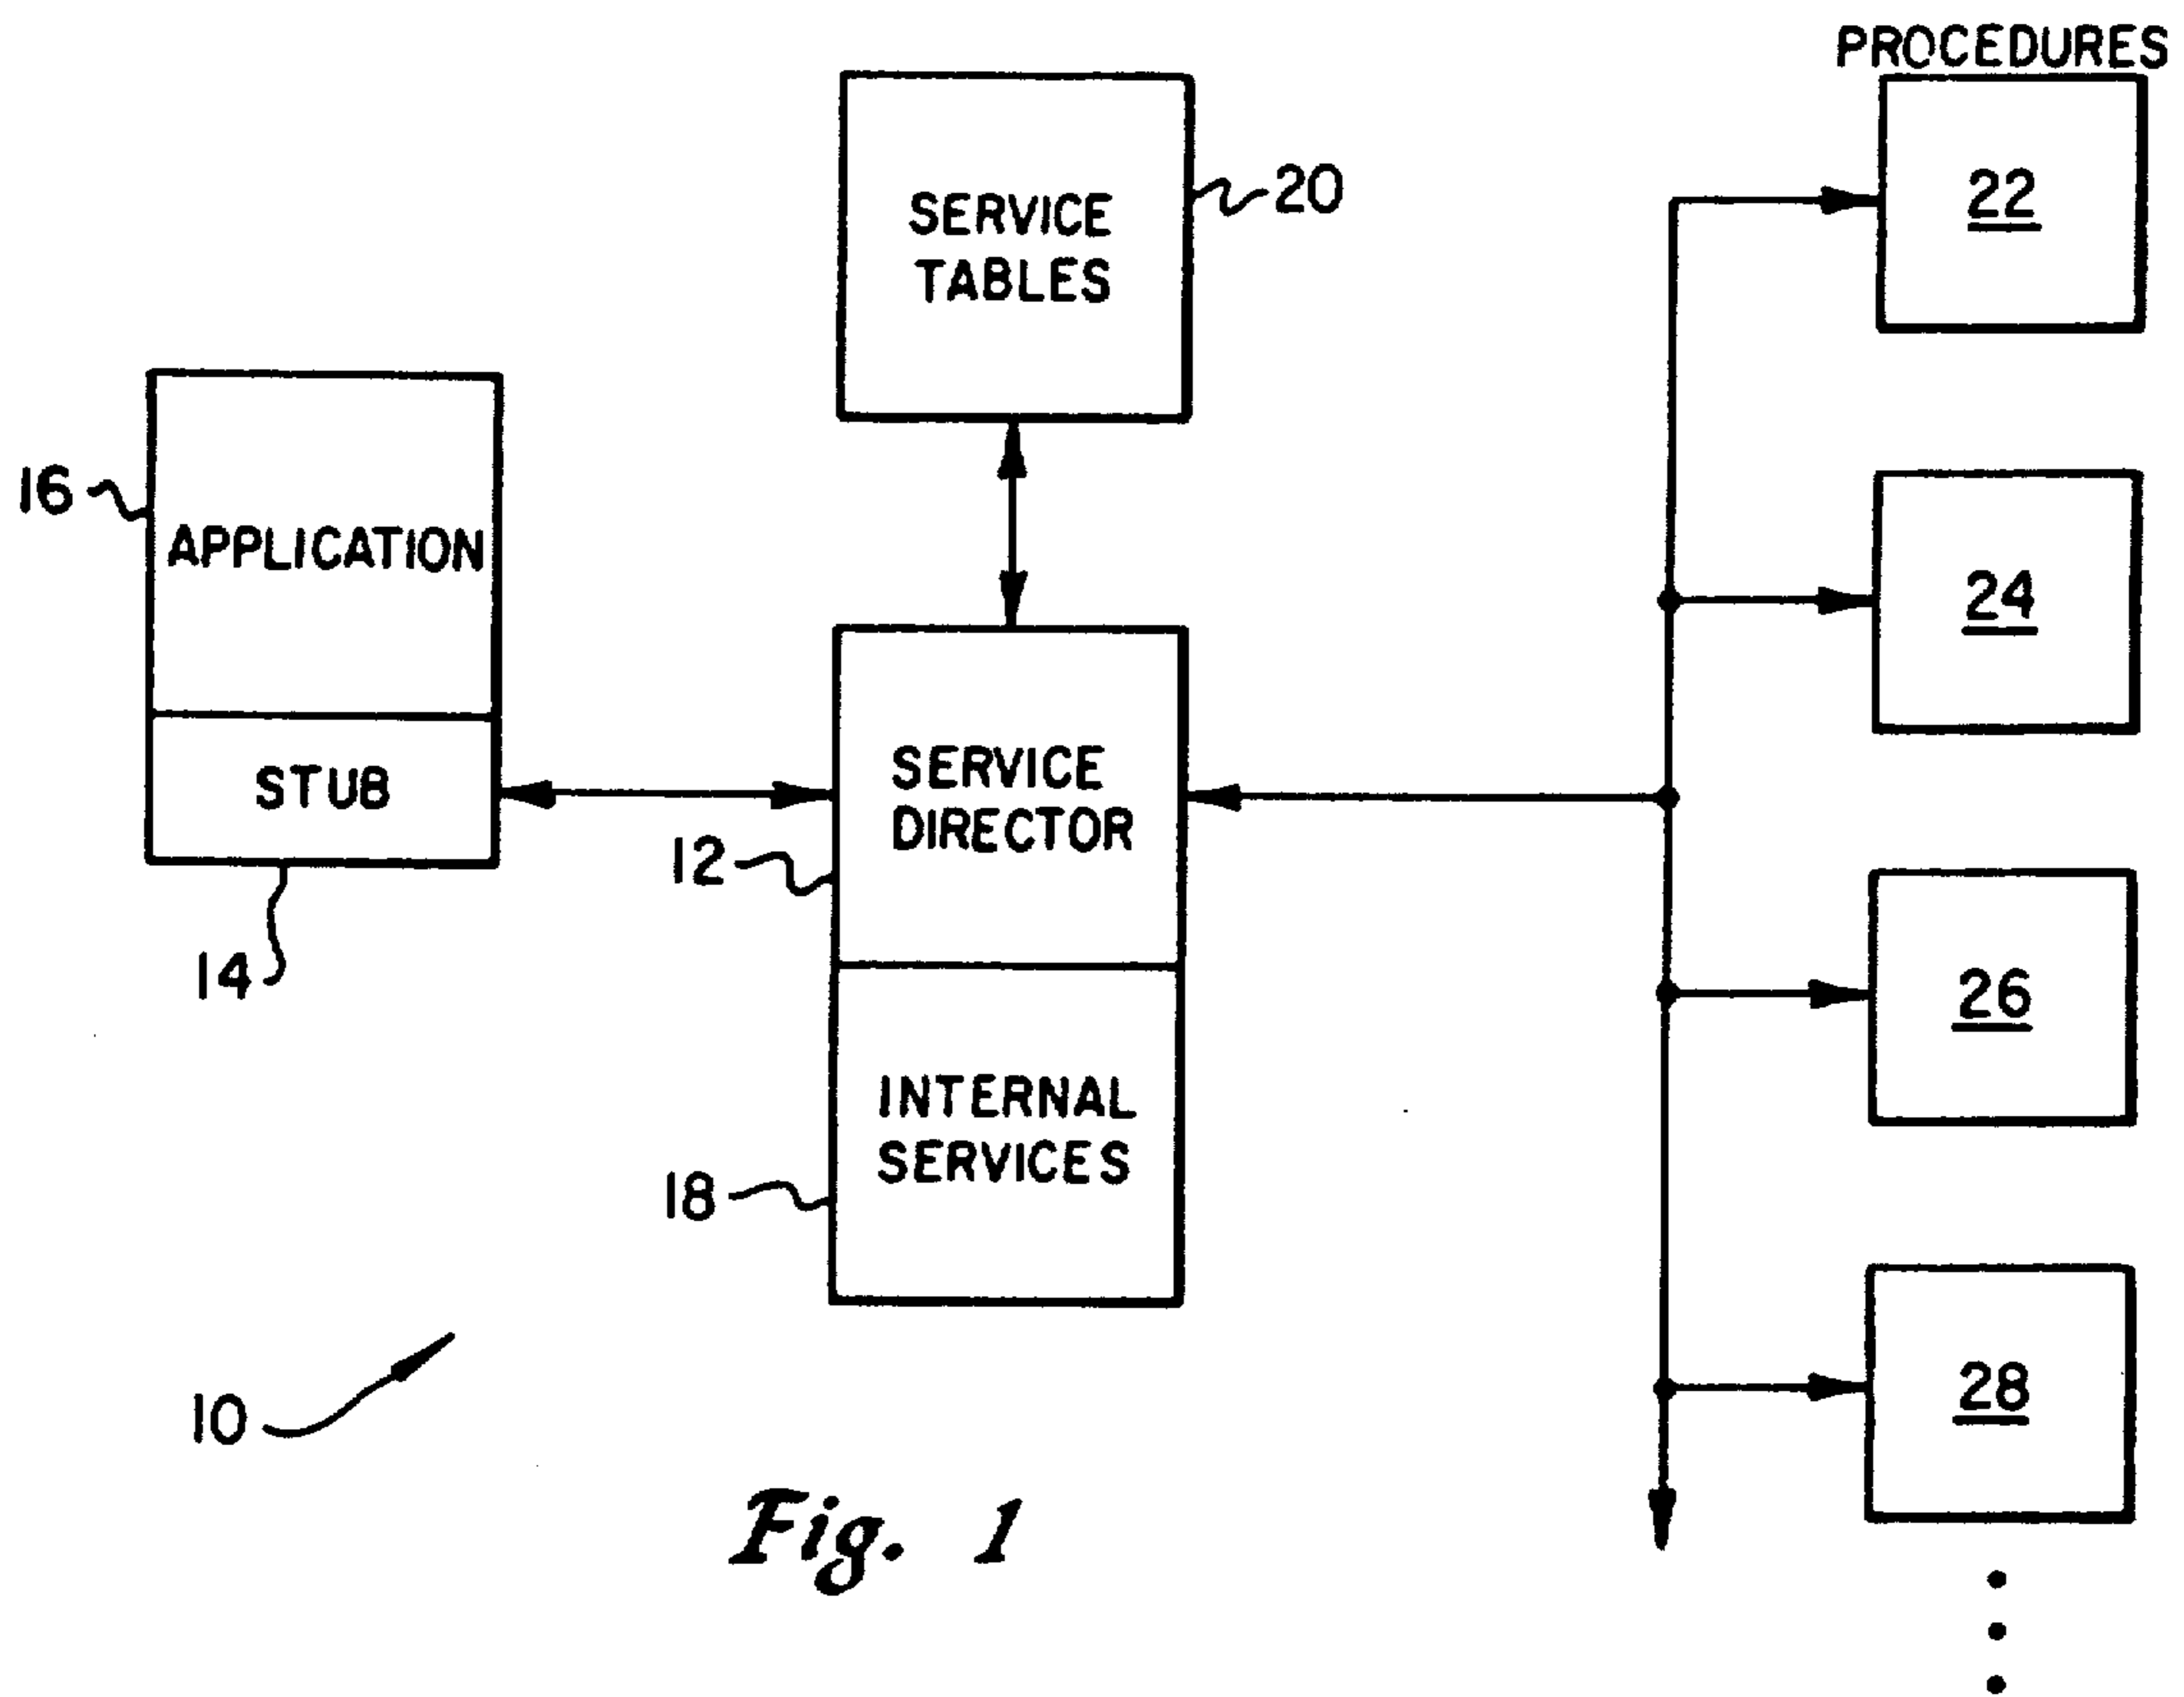 PROCEDURES
SERVICE
TABLES
20
22
16
APPLICATION
24
STUB
SERVICE
DIRECTOR
12
14
26
INTERNAL
SERVICES
18
10
28
Fig. 1